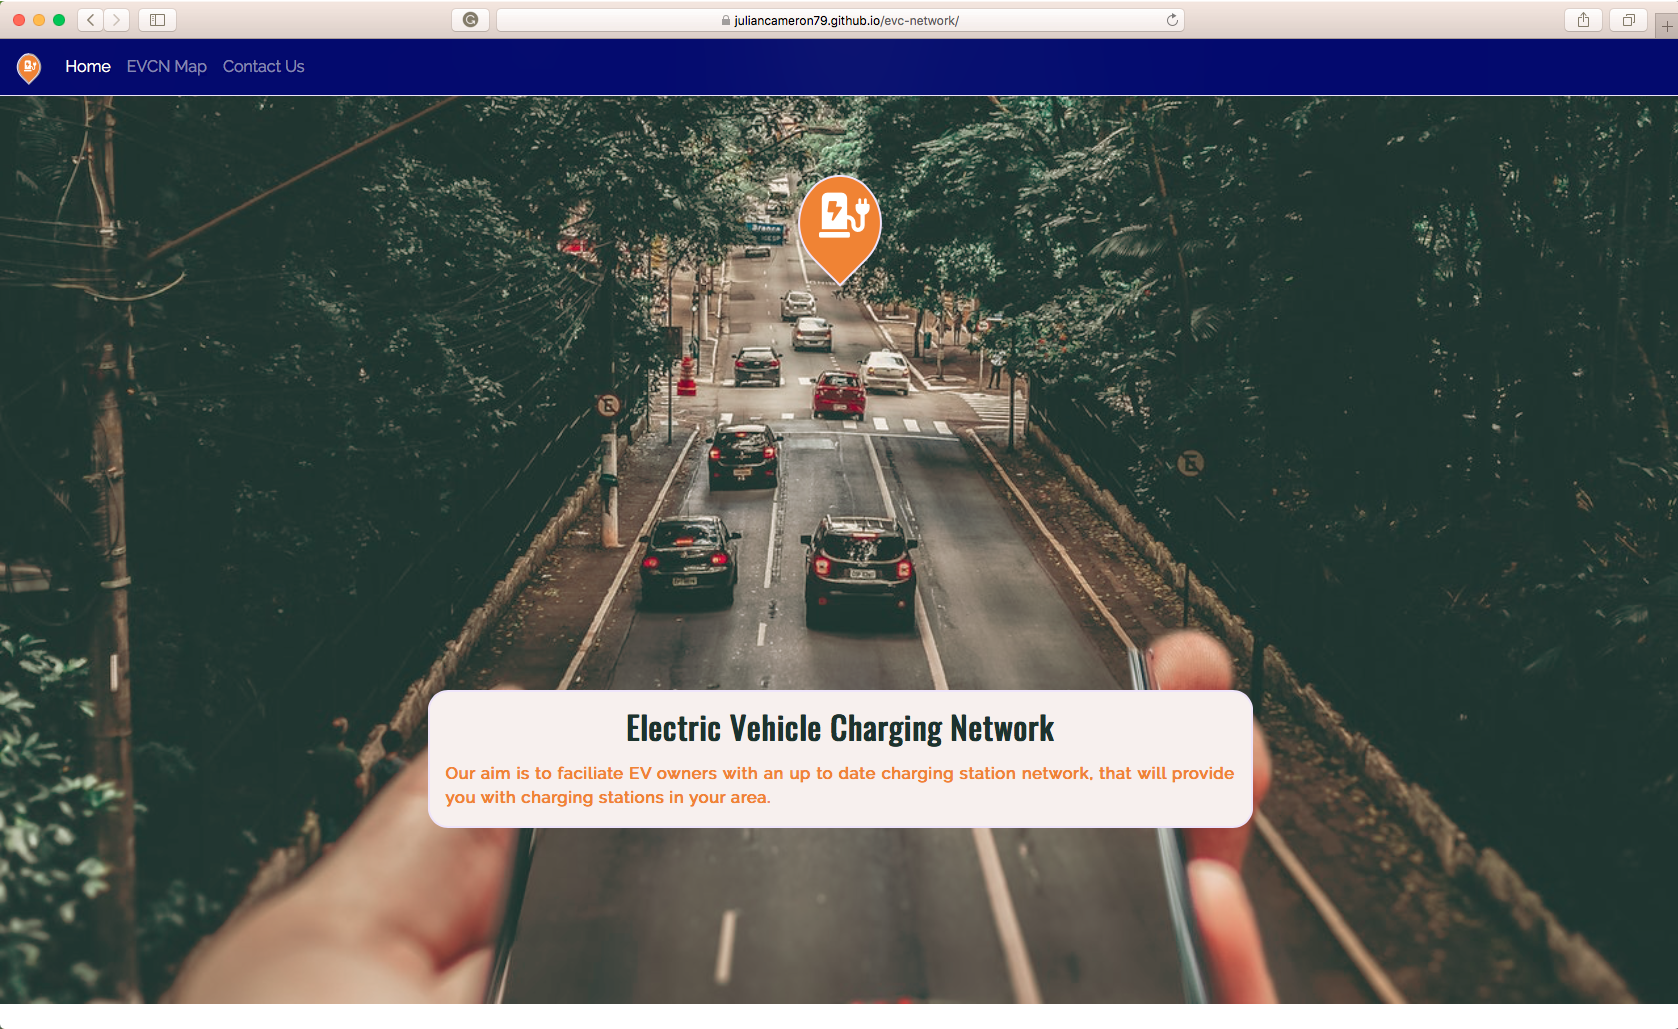 juliancameron79.github.io/evc-network/
Home EVCN Map Contact Us
Electric Vehicle Charging Network
Our aim is to faciliate EV owners with an up to date charging station network, that will provide
you with charging stations in your area.